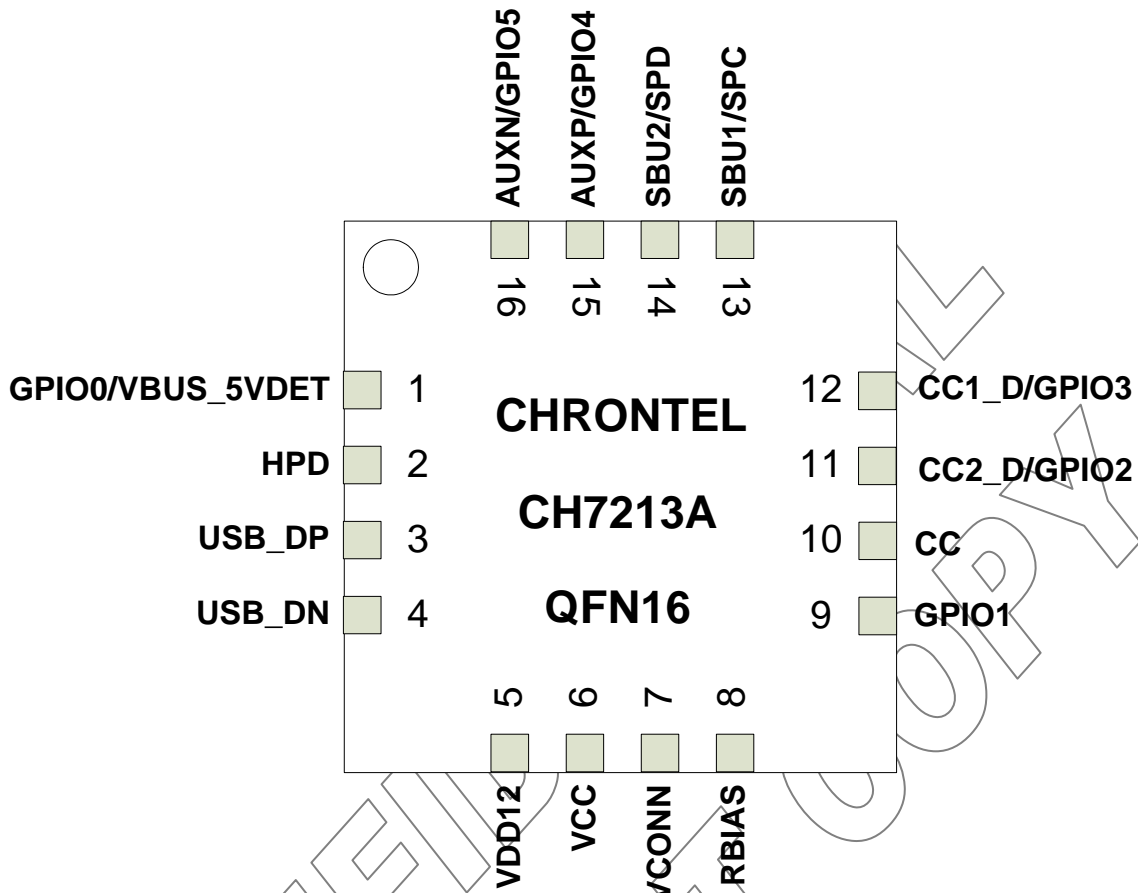 AUXN/GPIO5
AUXP/GPIO4
SBU2/SPD
SBU1/SPC
16
15
14
13
GPIO0/VBUS_5VDET
1
HPD
2
USB_DP
3
USB_DN
4
CHRONTEL
CH7213A
QFN16
12
CC1_D/GPIO3
11
CC2_D/GPIO2
10
CC
9
GPIO1
5
6
7
8
VDD12
VCC
VCONN
RBIAS
OPY